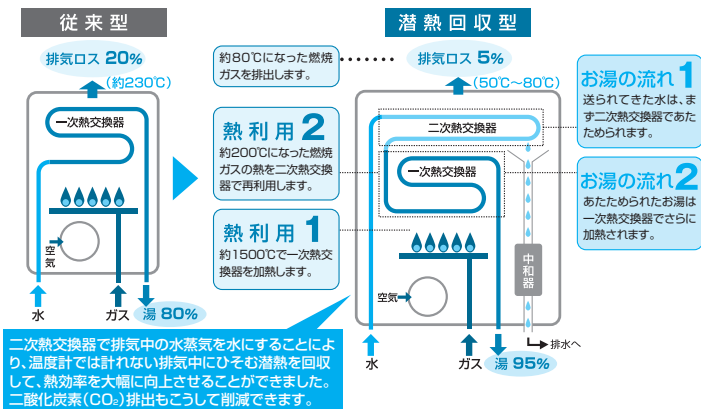 従来型
排気ロス 20%
(約230℃)
一次熱交換器
空気
水
ガス
湯 80%
潜熱回収型
約80℃になった燃焼
ガスを排出します。
排気ロス 5%
(50℃〜80℃)
熱利用2
約200℃になった燃焼
ガスの熱を二次熱交換
器で再利用します。
熱利用1
約1500℃で一次熱交
換器を加熱します。
二次熱交換器
一次熱交換器
空気
中和器
水
ガス
湯 95%
排水へ
お湯の流れ1
送られてきた水は、ま
ず二次熱交換器であた
ためられます。
お湯の流れ2
あたためられたお湯は
一次熱交換器でさらに
加熱されます。
二次熱交換器で排気中の水蒸気を水にすることによ
り、温度計では計れない排気中にひそむ潜熱を回収
して、熱効率を大幅に向上させることができました。
二酸化炭素(CO₂)排出もこうして削減できます。